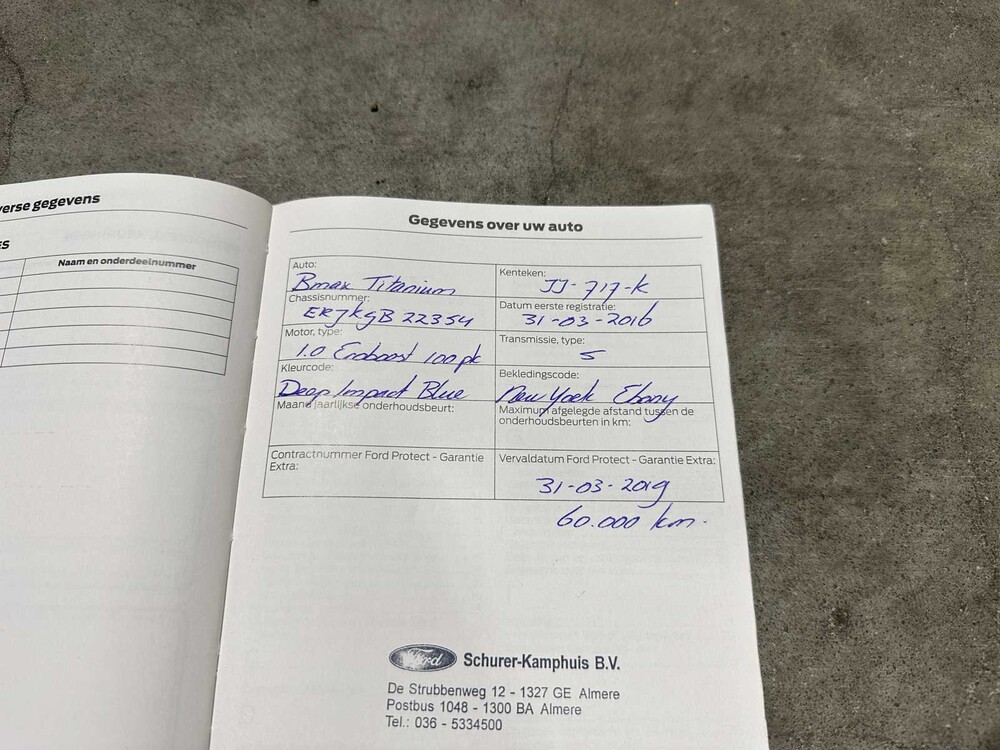 verse gegevens
ES
Naam en onderdeelnummer
Gegevens over uw auto
Auto:
Bmax Titanium
Kenteken:
JJ-717-K
Chassisnummer:
ERJKGB 22354
Datum eerste registratie:
31-03-2016
Motor, type:
1.0 Ecoboost 100 pk
Transmissie, type:
5
Kleurcode:
Deep Impact Blue
Bekledingscode:
New York Ebony
Maand jaarlijkse onderhoudsbeurt:
Maximum afgelegde afstand tussen de
onderhoudsbeurten in km:
Contractnummer Ford Protect - Garantie
Extra:
Vervaldatum Ford Protect - Garantie Extra:
31-03-2019
60.000 km.
Ford
Schurer-Kamphuis B.V.
De Strubbenweg 12 - 1327 GE Almere
Postbus 1048 - 1300 BA Almere
Tel.: 036 - 5334500